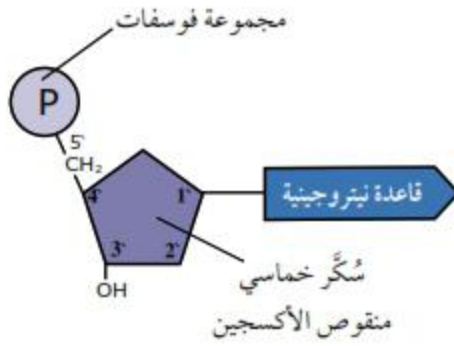 مجموعة فوسفات
P
5`
CH₂
4`
1`
قاعدة نيتروجينية
3`
2`
OH
سُكَّر خماسي
منقوص الأكسجين